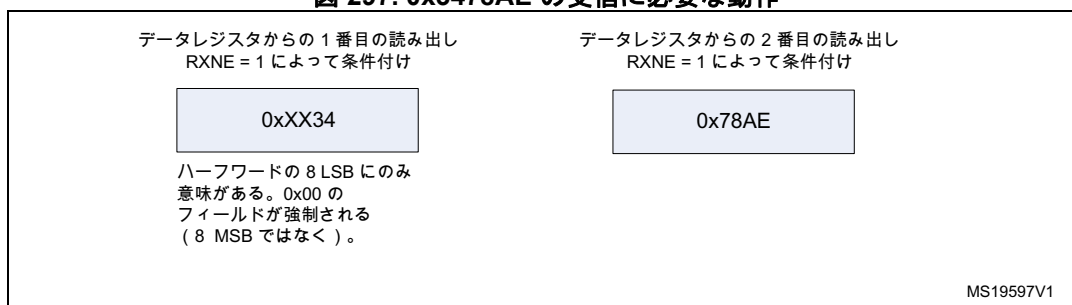 データレジスタからの 1 番目の読み出し
RXNE = 1 によって条件付け
データレジスタからの 2 番目の読み出し
RXNE = 1 によって条件付け
0xXX34
0x78AE
ハーフワードの 8 LSB にのみ
意味がある。0x00 の
フィールドが強制される
( 8 MSB ではなく ) 。
MS19597V1